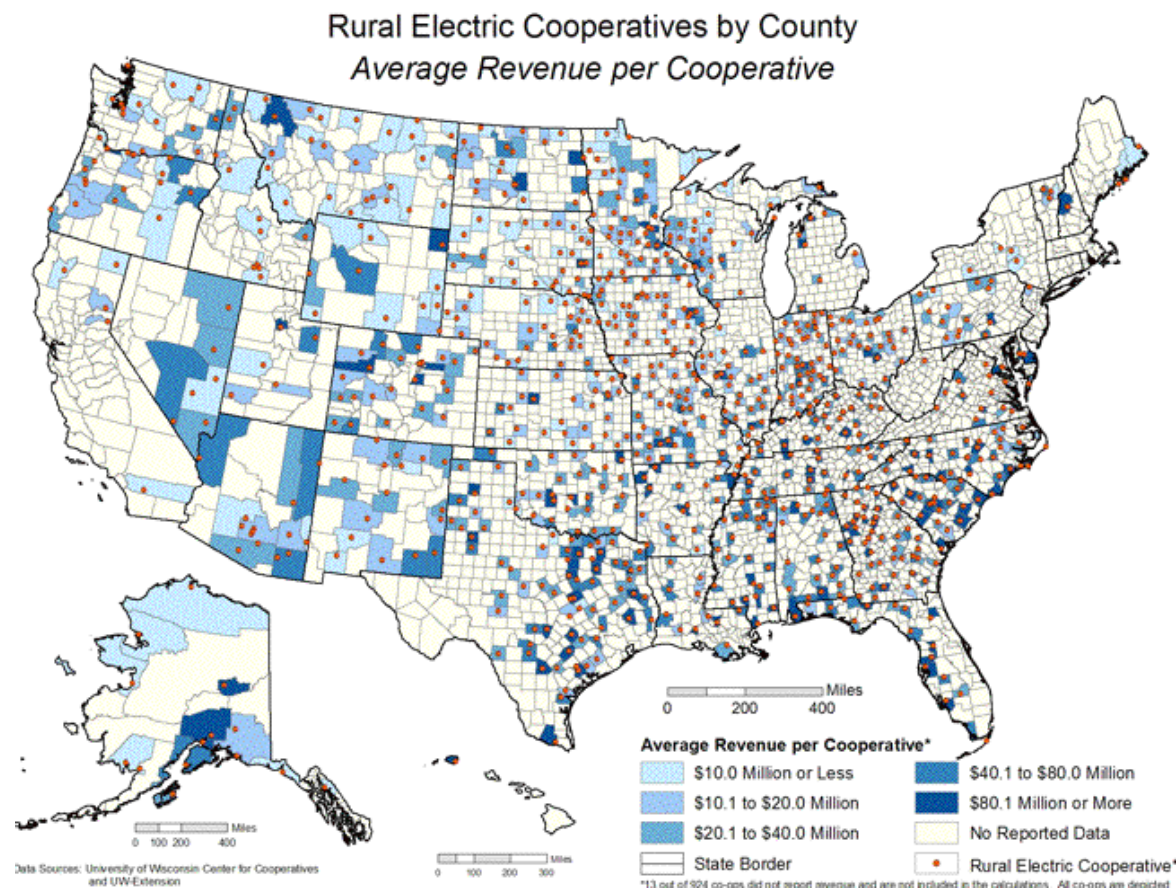 Rural Electric Cooperatives by County
Average Revenue per Cooperative
Miles
0 200 400
Average Revenue per Cooperative*
$10.0 Million or Less
$40.1 to $80.0 Million
$10.1 to $20.0 Million
$80.1 Million or More
$20.1 to $40.0 Million
No Reported Data
State Border
Rural Electric Cooperative*
Miles
0 100 200 400
Miles
0 50 100 200 300
Data Sources: University of Wisconsin Center for Cooperatives
and UW-Extension
*13 out of 924 co-ops did not report revenue and are not included in the calculations. All co-ops are depicted